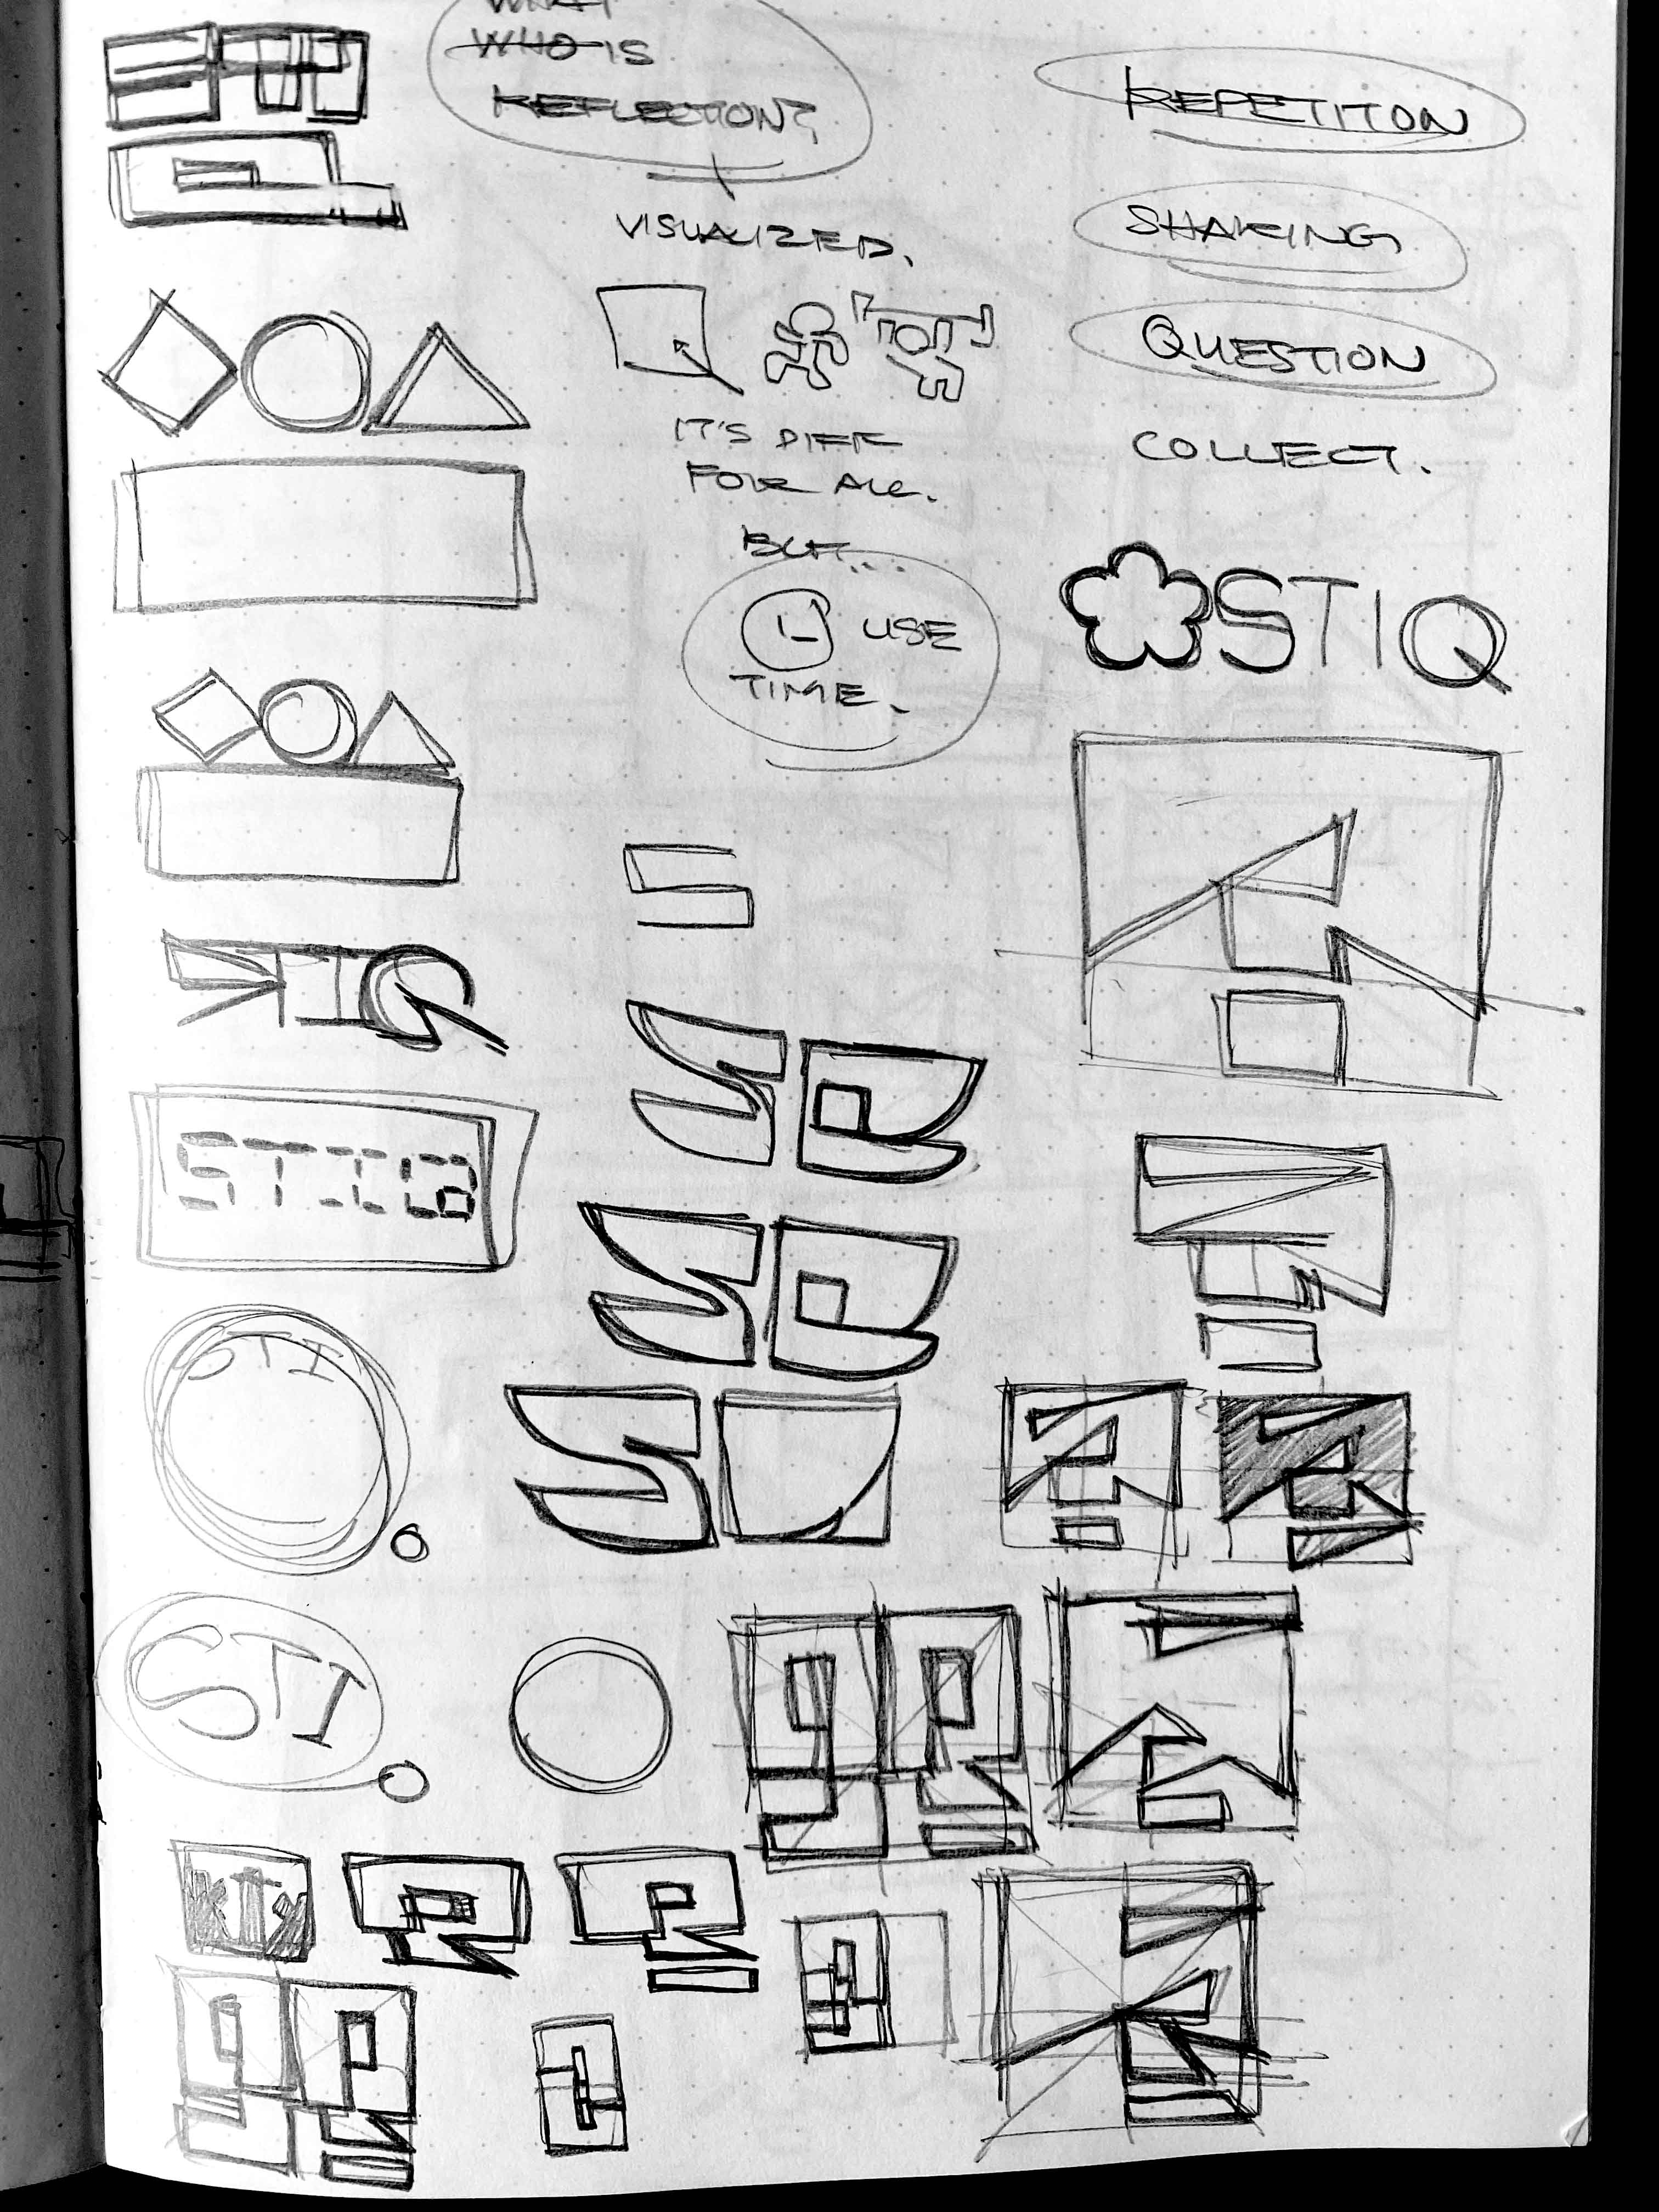 WHAT
WHO IS
REFLECTION?
VISUALIZED.
IT'S DIFF
FOR ALL.
BUT...
USE
TIME.
REPETITON
SHAKING
QUESTION
COLLECT.
STIQ
STIQ
STIQ
STI
STI